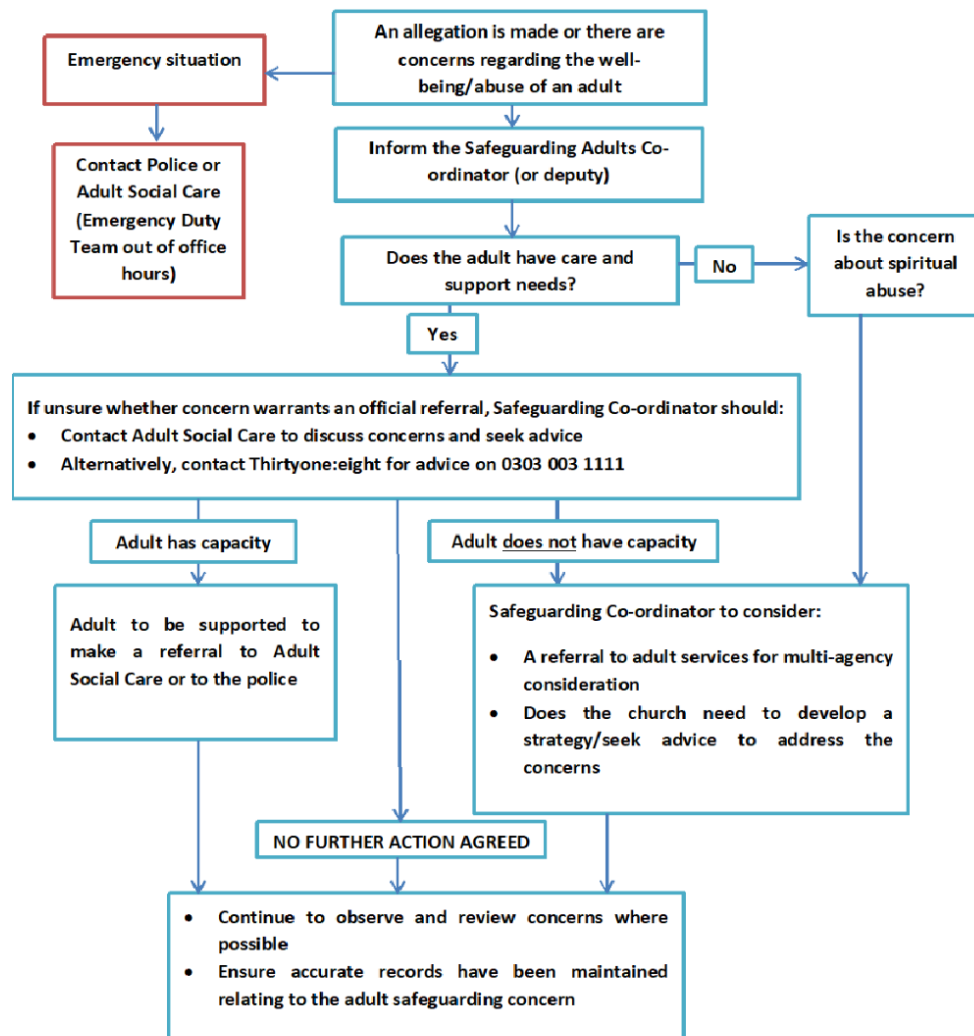 An allegation is made or there are
concerns regarding the well-
being/abuse of an adult
Emergency situation
Contact Police or
Adult Social Care
(Emergency Duty
Team out of office
hours)
Inform the Safeguarding Adults Co-
ordinator (or deputy)
Does the adult have care and
support needs?
No
Is the concern
about spiritual
abuse?
Yes
If unsure whether concern warrants an official referral, Safeguarding Co-ordinator should:
• Contact Adult Social Care to discuss concerns and seek advice
• Alternatively, contact Thirtyone:eight for advice on 0303 003 1111
Adult has capacity
Adult does not have capacity
Adult to be supported to
make a referral to Adult
Social Care or to the police
Safeguarding Co-ordinator to consider:
• A referral to adult services for multi-agency
consideration
• Does the church need to develop a
strategy/seek advice to address the
concerns
NO FURTHER ACTION AGREED
• Continue to observe and review concerns where
possible
• Ensure accurate records have been maintained
relating to the adult safeguarding concern